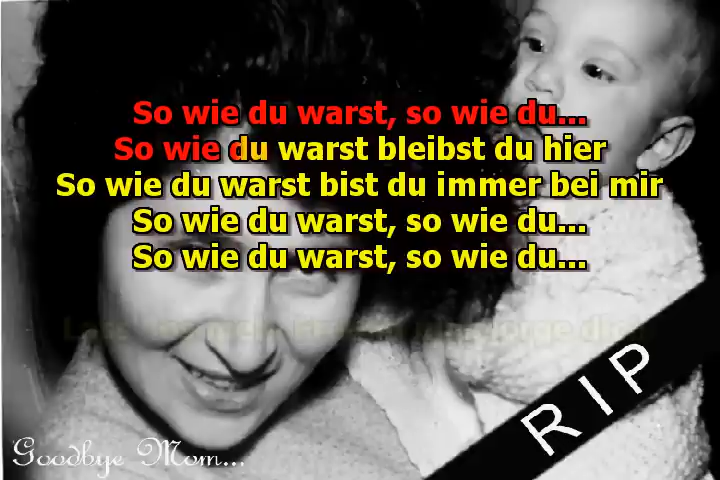 So wie du warst, so wie du...
So wie du warst bleibst du hier
So wie du warst bist du immer bei mir
So wie du warst, so wie du...
So wie du warst, so wie du...
RIP
Goodbye Mom...